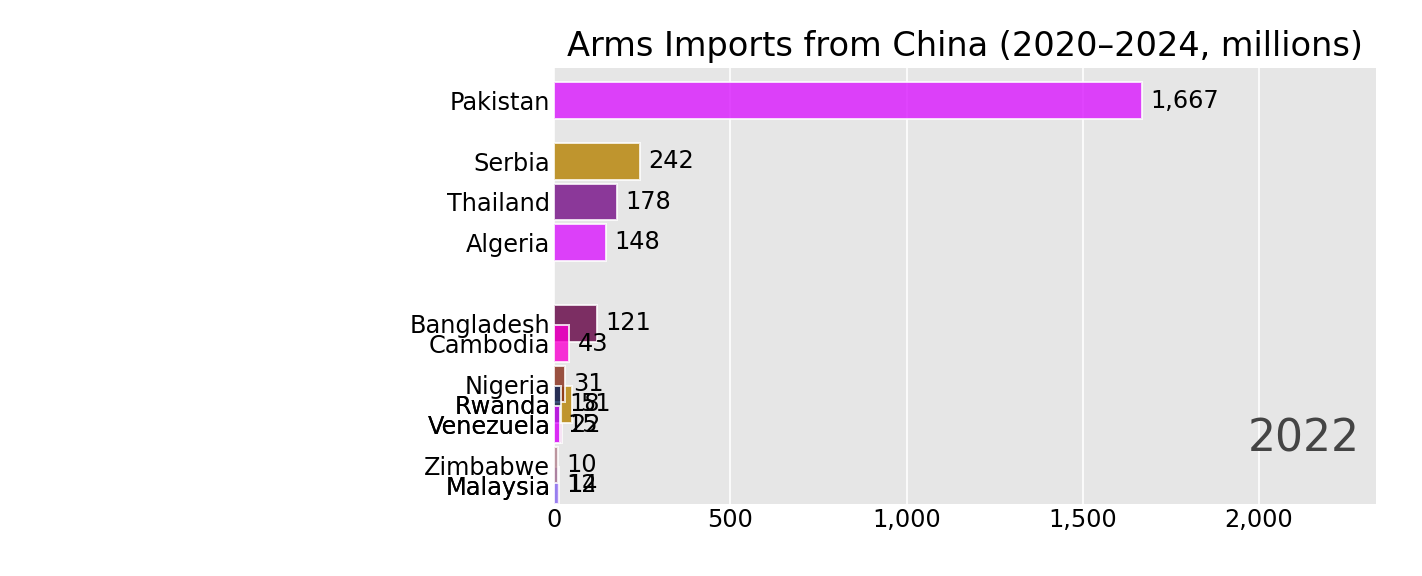 Arms Imports from China (2020–2024, millions)
Pakistan 1,667
Serbia 242
Thailand 178
Algeria 148
Bangladesh 121
Cambodia 43
Nigeria 31
Rwanda
Venezuela
Zimbabwe 10
Malaysia
2022
0 500 1,000 1,500 2,000